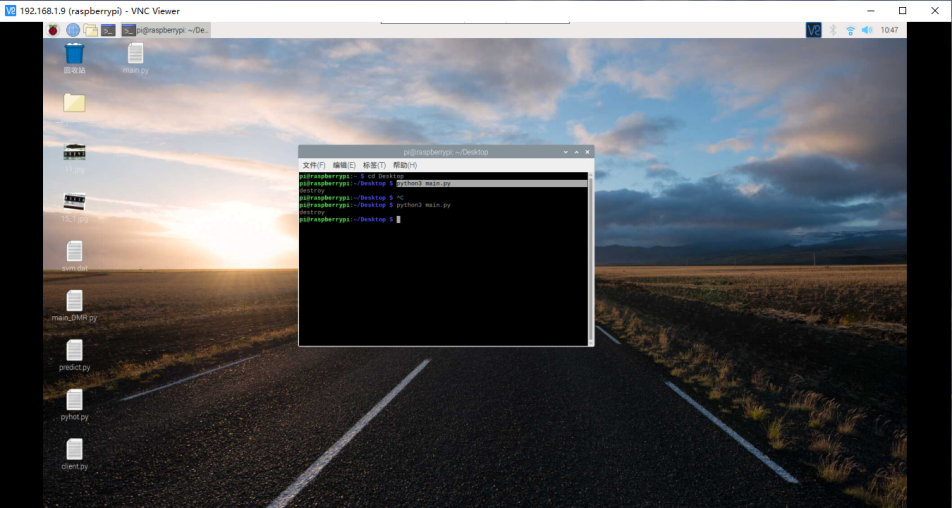 192.168.1.9 (raspberrypi) - VNC Viewer
pi@raspberrypi: ~/De...
10:47
回收站
main.py
svm.dat
main_DMR.py
predict.py
pyhot.py
client.py
pi@raspberrypi: ~/Desktop
文件(F) 编辑(E) 标签(T) 帮助(H)
pi@raspberrypi:~ $ cd Desktop
pi@raspberrypi:~/Desktop $ python3 main.py
destroy
pi@raspberrypi:~/Desktop $ ^C
pi@raspberrypi:~/Desktop $ python3 main.py
destroy
pi@raspberrypi:~/Desktop $